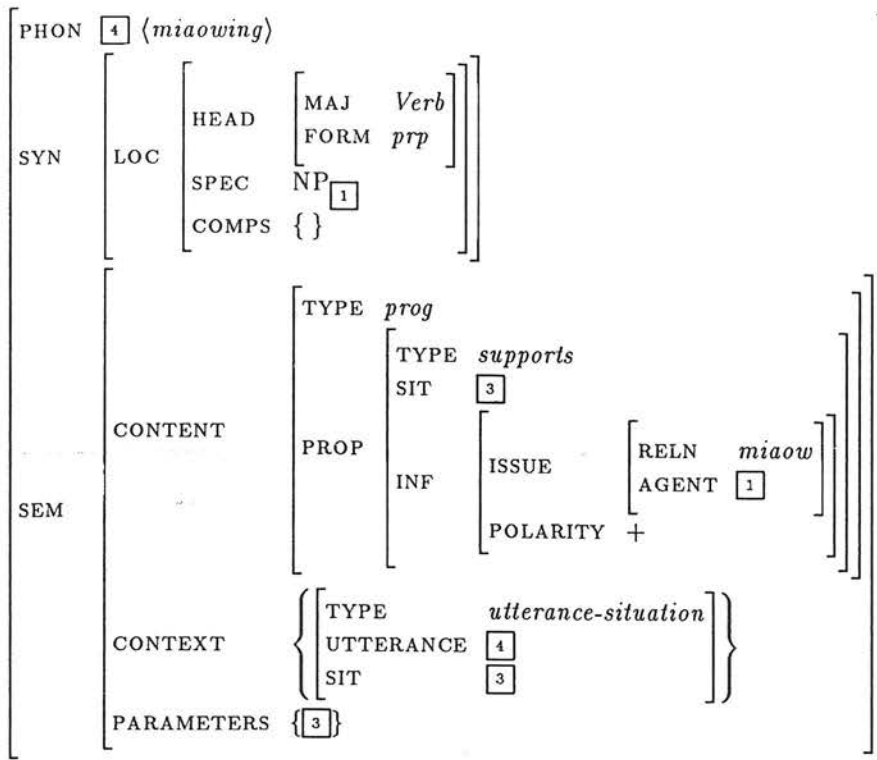 PHON 4 ⟨miaowing⟩
MAJ Verb
HEAD
FORM prp
SYN LOC
SPEC NP 1
COMPS { }
TYPE prog
TYPE supports
SIT 3
CONTENT
PROP
RELN miaow
ISSUE
AGENT 1
INF
SEM
POLARITY +
TYPE utterance-situation
CONTEXT UTTERANCE 4
SIT 3
PARAMETERS {3}